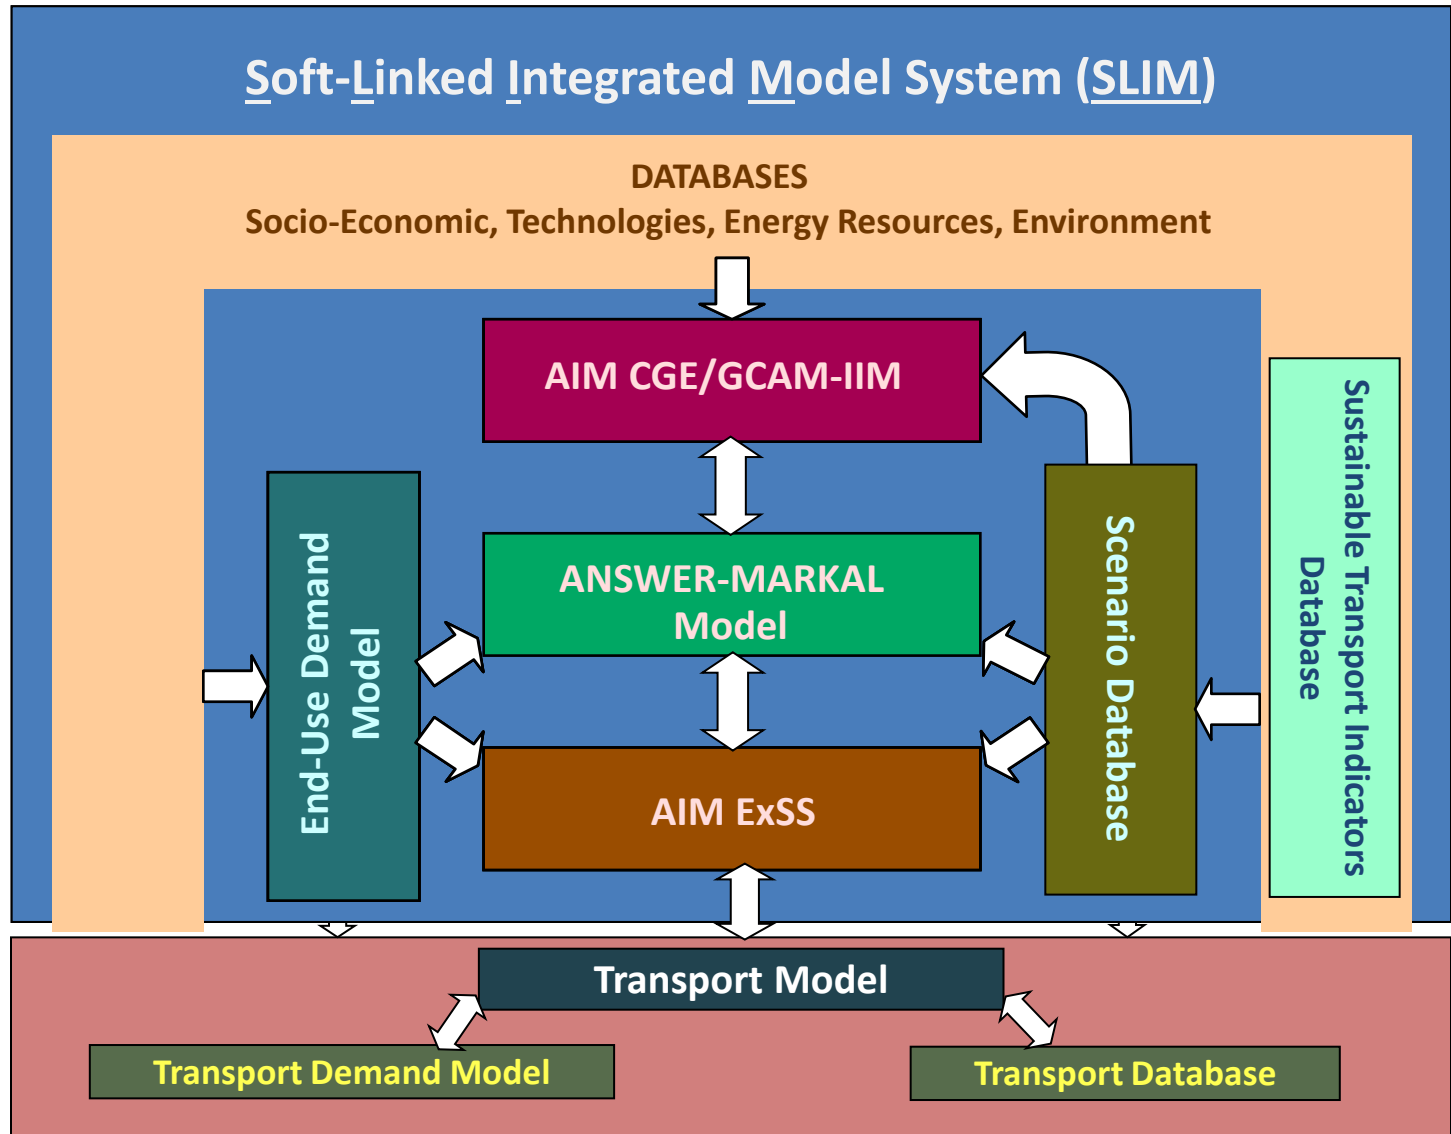 Soft-Linked Integrated Model System (SLIM)
DATABASES
Socio-Economic, Technologies, Energy Resources, Environment
AIM CGE/GCAM-IIM
End-Use Demand
Model
ANSWER-MARKAL
Model
AIM ExSS
Scenario Database
Sustainable Transport Indicators
Database
Transport Model
Transport Demand Model
Transport Database